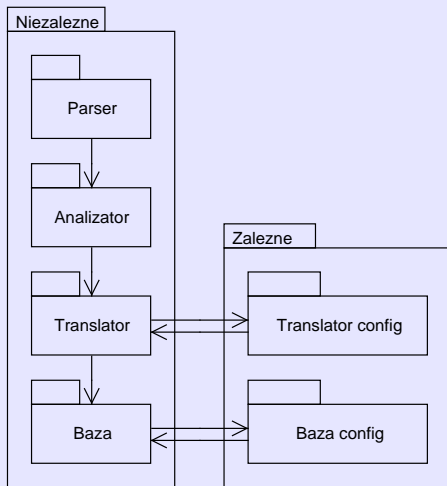 Niezalezne
Parser
Analizator
Zalezne
Translator
Translator config
Baza
Baza config